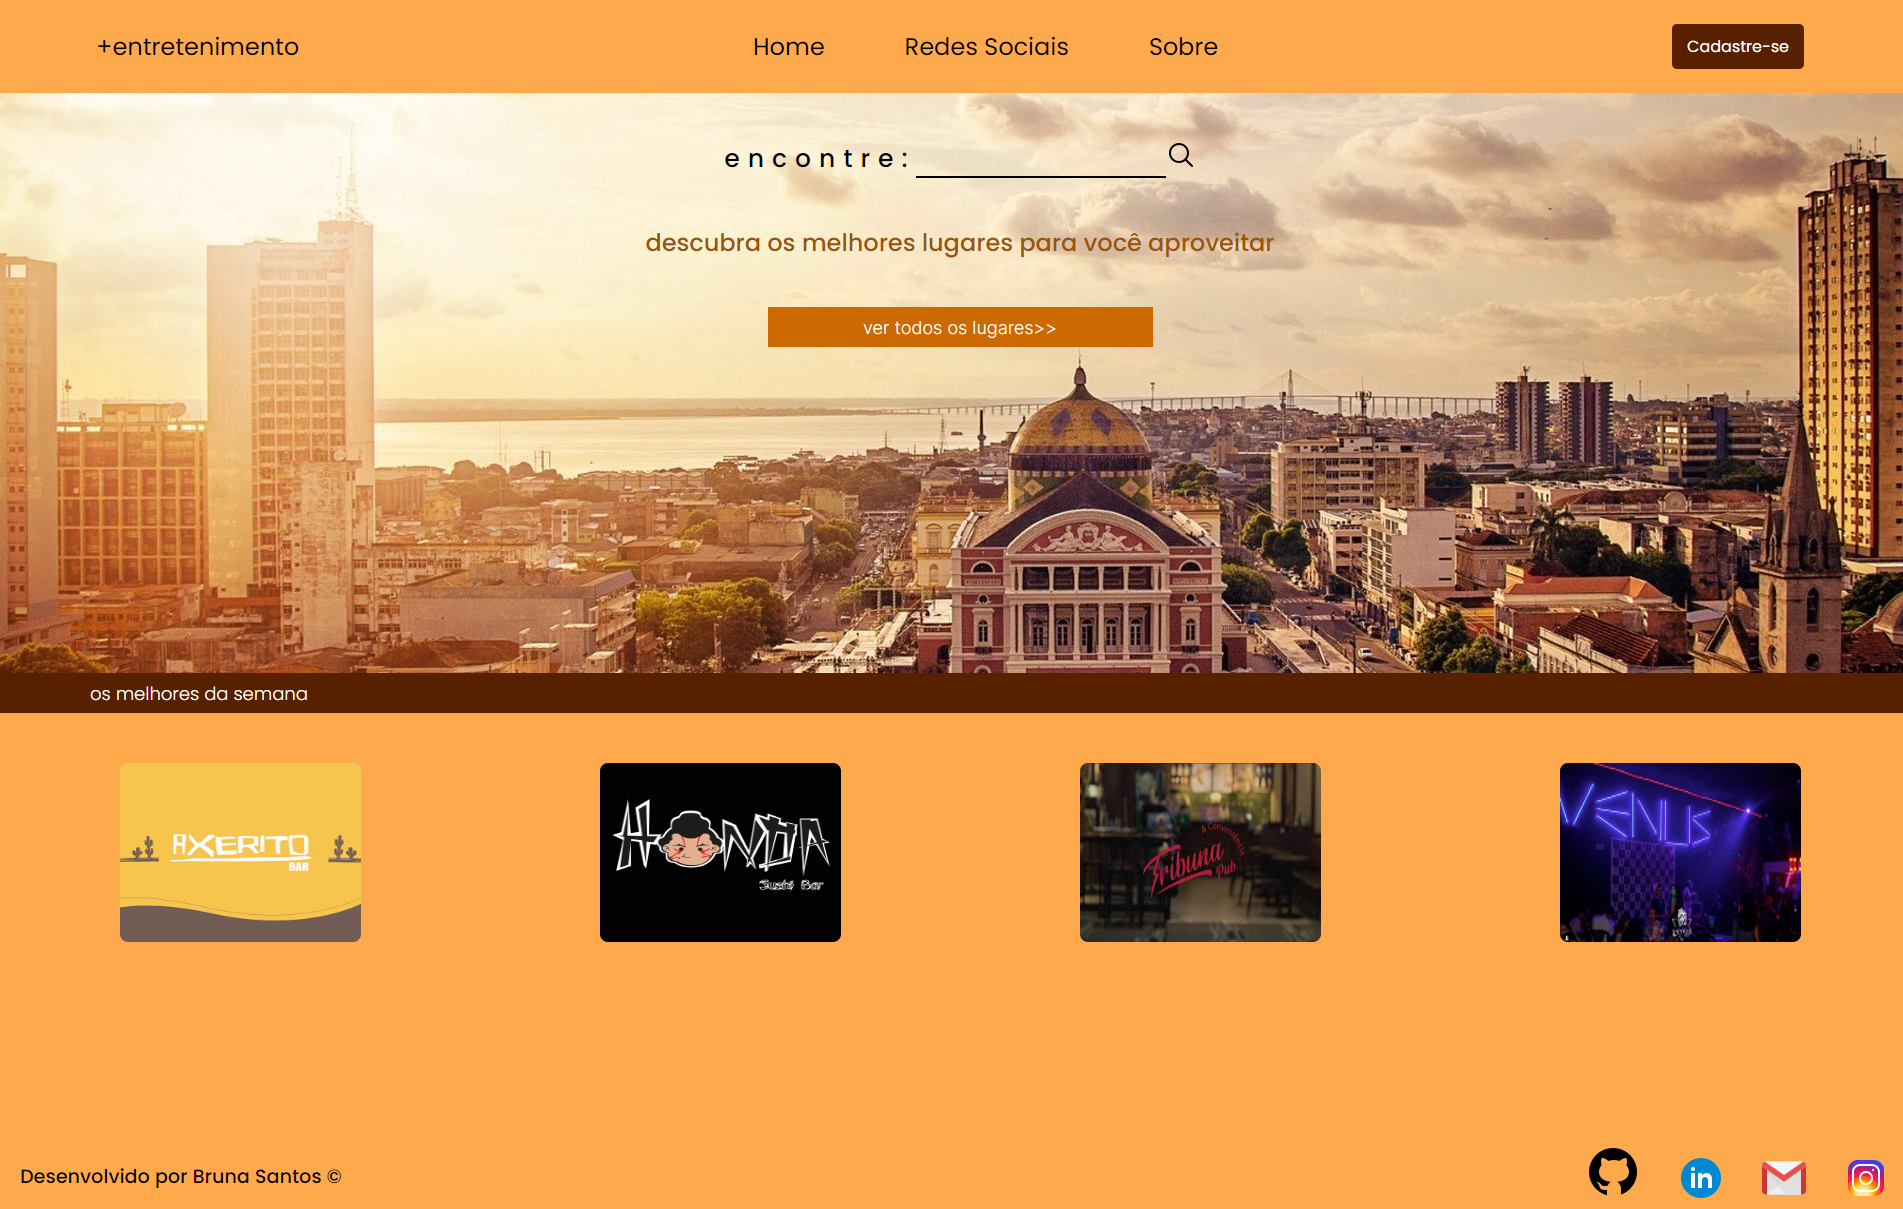 +entretenimento
Home
Redes Sociais
Sobre
Cadastre-se
encontre:
descubra os melhores lugares para você aproveitar
ver todos os lugares>>
os melhores da semana
AXERITO
BAR
HONDA
Sushi Bar
& Conveniência
Tribuna
Pub
VENUS
Desenvolvido por Bruna Santos ©
in